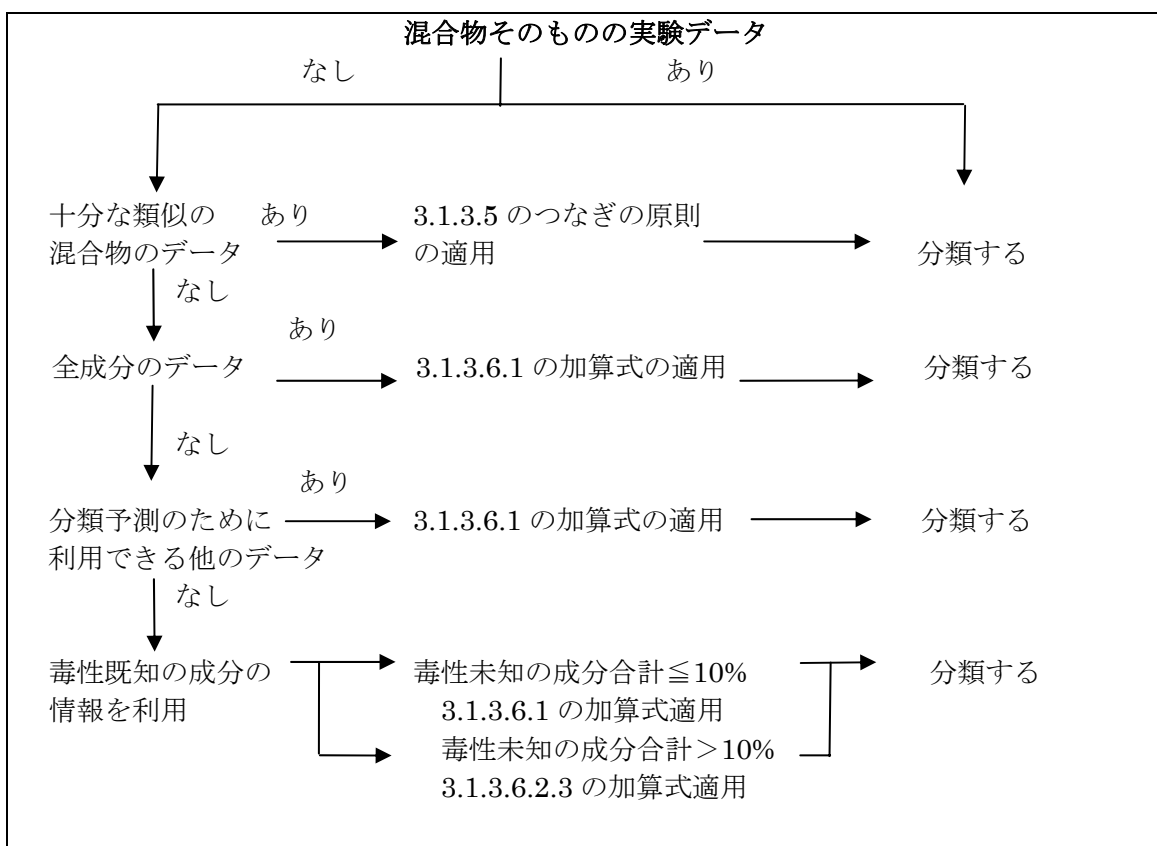 混合物そのものの実験データ
なし あり
十分な類似の あり 3.1.3.5 のつなぎの原則
混合物のデータ の適用 分類する
なし
あり
全成分のデータ 3.1.3.6.1 の加算式の適用 分類する
なし
あり
分類予測のために 3.1.3.6.1 の加算式の適用 分類する
利用できる他のデータ
なし
毒性既知の成分の 毒性未知の成分合計≦10% 分類する
情報を利用 3.1.3.6.1 の加算式適用
毒性未知の成分合計＞10%
3.1.3.6.2.3 の加算式適用